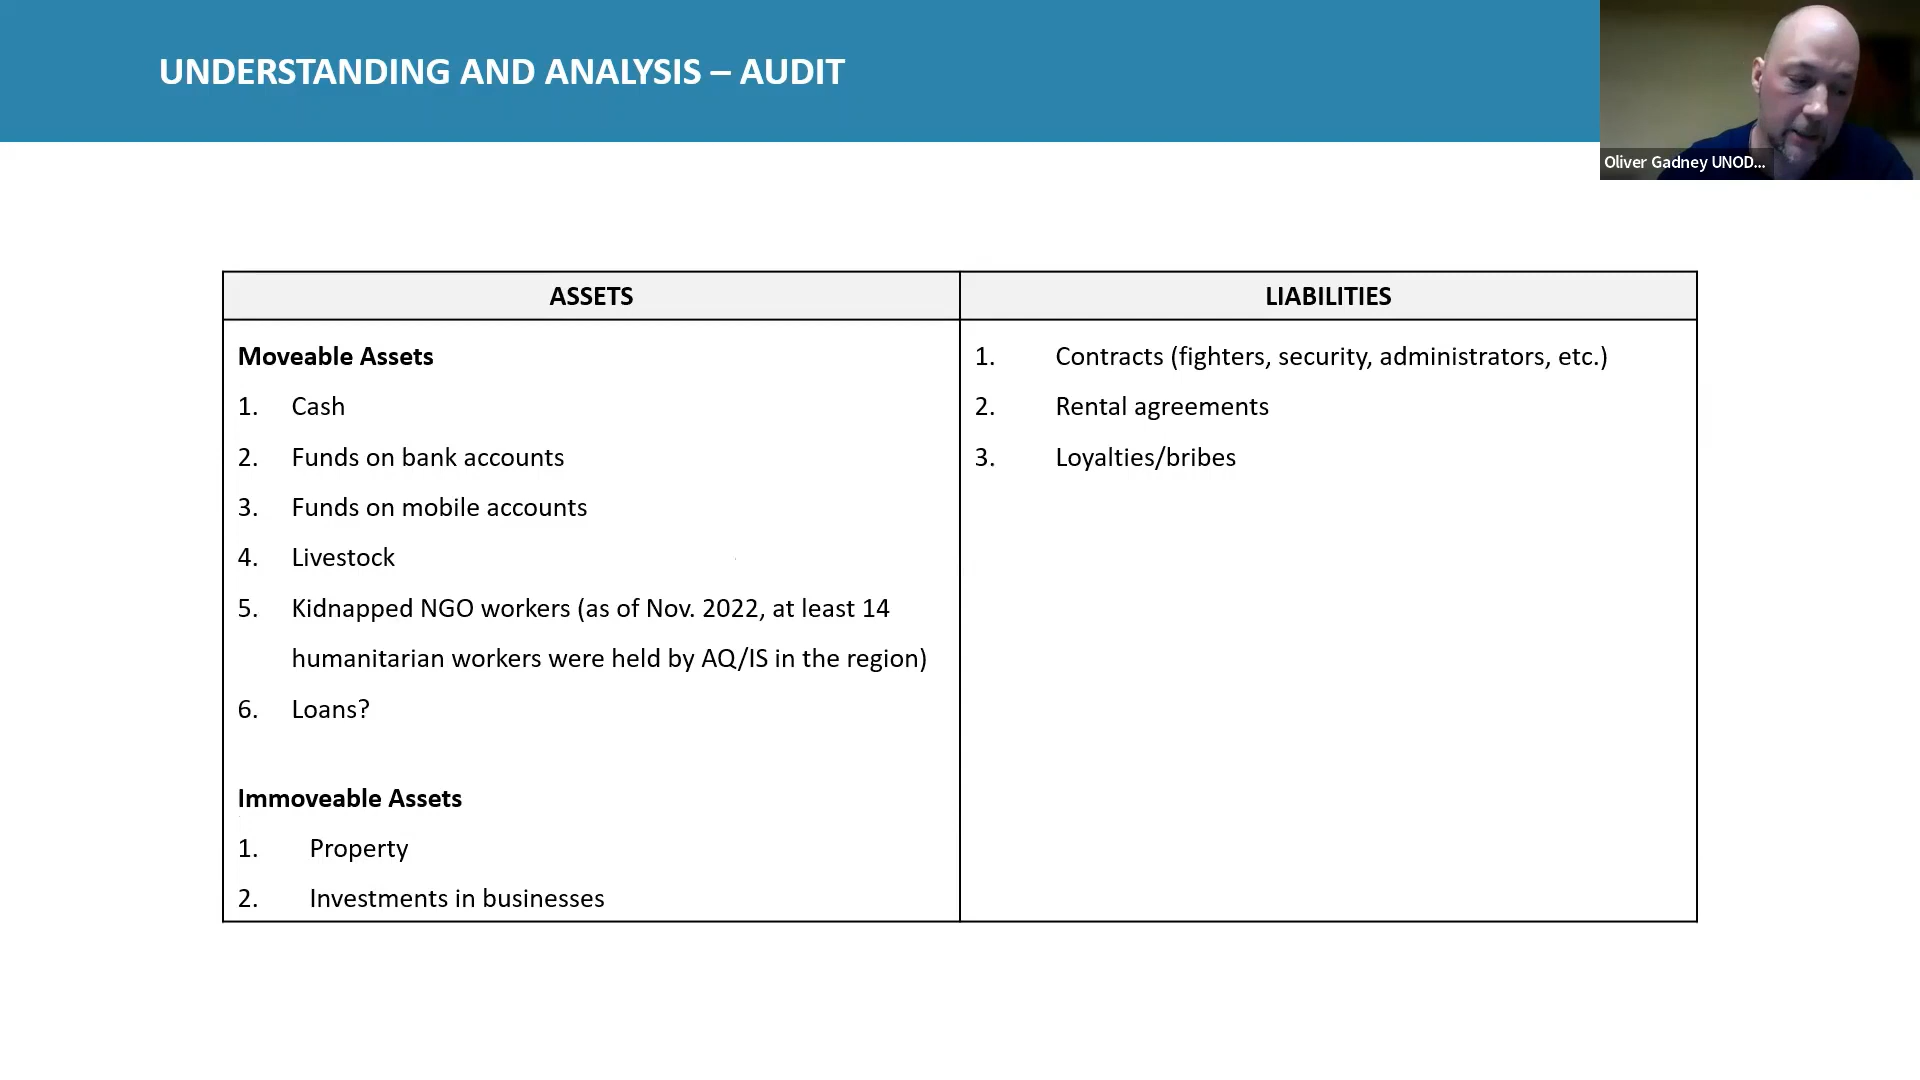 UNDERSTANDING AND ANALYSIS – AUDIT
Oliver Gadney UNOD...
ASSETS
LIABILITIES
Moveable Assets
1. Cash
2. Funds on bank accounts
3. Funds on mobile accounts
4. Livestock
5. Kidnapped NGO workers (as of Nov. 2022, at least 14
humanitarian workers were held by AQ/IS in the region)
6. Loans?
Immoveable Assets
1. Property
2. Investments in businesses
1. Contracts (fighters, security, administrators, etc.)
2. Rental agreements
3. Loyalties/bribes